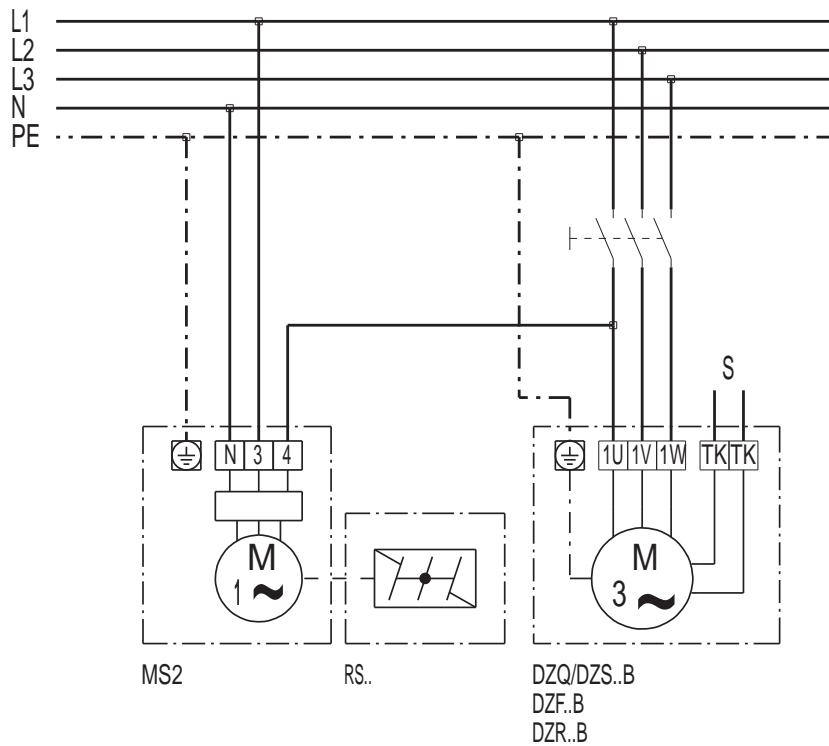 L1
L2
L3
N
PE
S
N 3 4
1U 1V 1W TK TK
M
1
M
3
MS2
RS..
DZQ/DZS..B
DZF..B
DZR..B